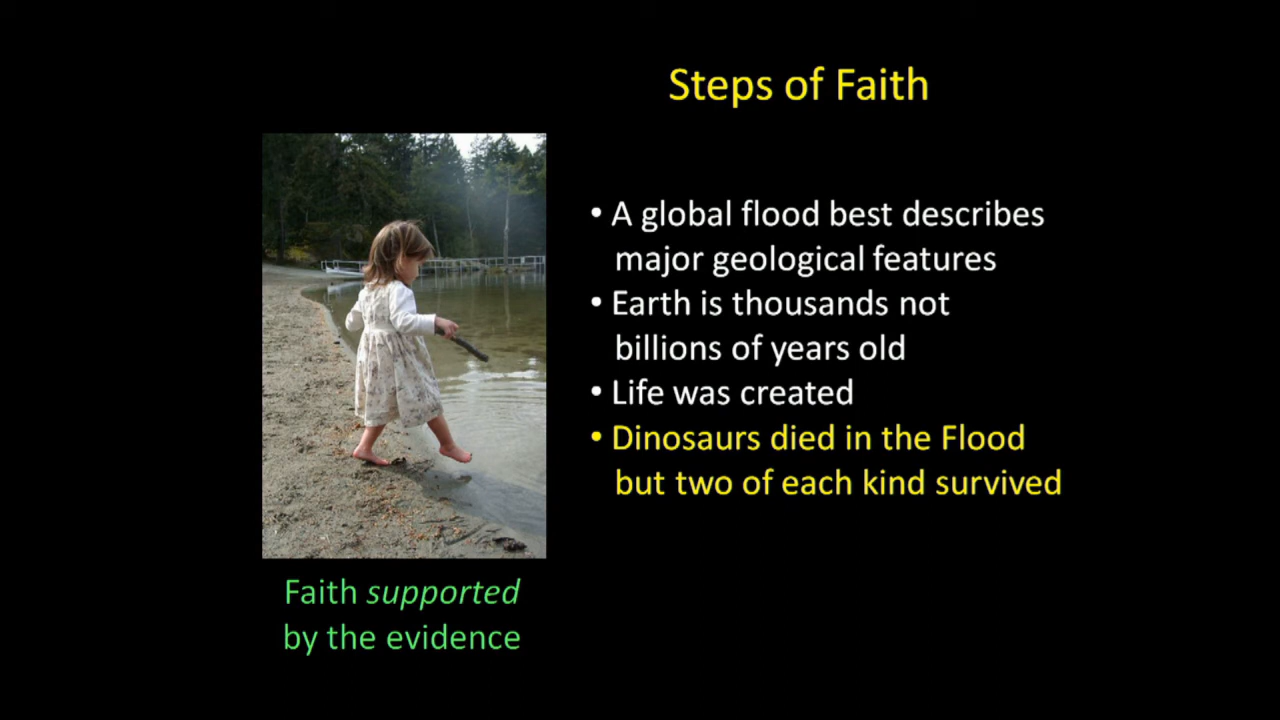 Steps of Faith
• A global flood best describes
major geological features
• Earth is thousands not
billions of years old
• Life was created
• Dinosaurs died in the Flood
but two of each kind survived
Faith supported
by the evidence